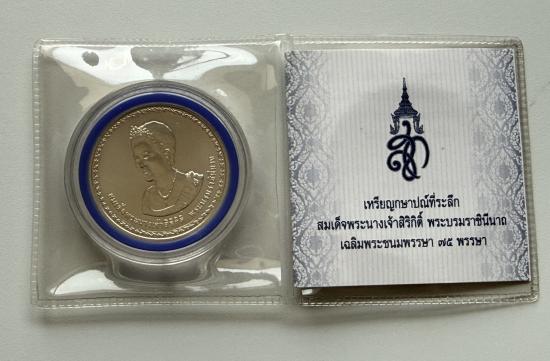 เหรียญกษาปณ์ที่ระลึก
สมเด็จพระนางเจ้าสิริกิติ์ พระบรมราชินีนาถ
เฉลิมพระชนมพรรษา ๗๕ พรรษา